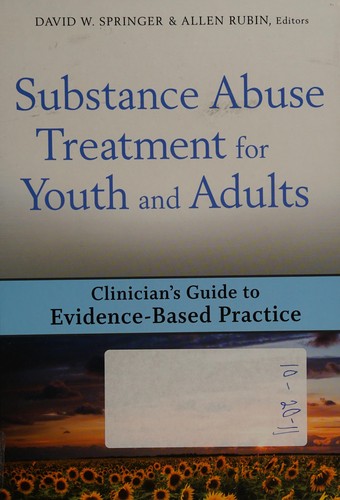 DAVID W. SPRINGER & ALLEN RUBIN, Editors
Substance Abuse
Treatment for
Youth and Adults
Clinician's Guide to
Evidence-Based Practice
10-20-11